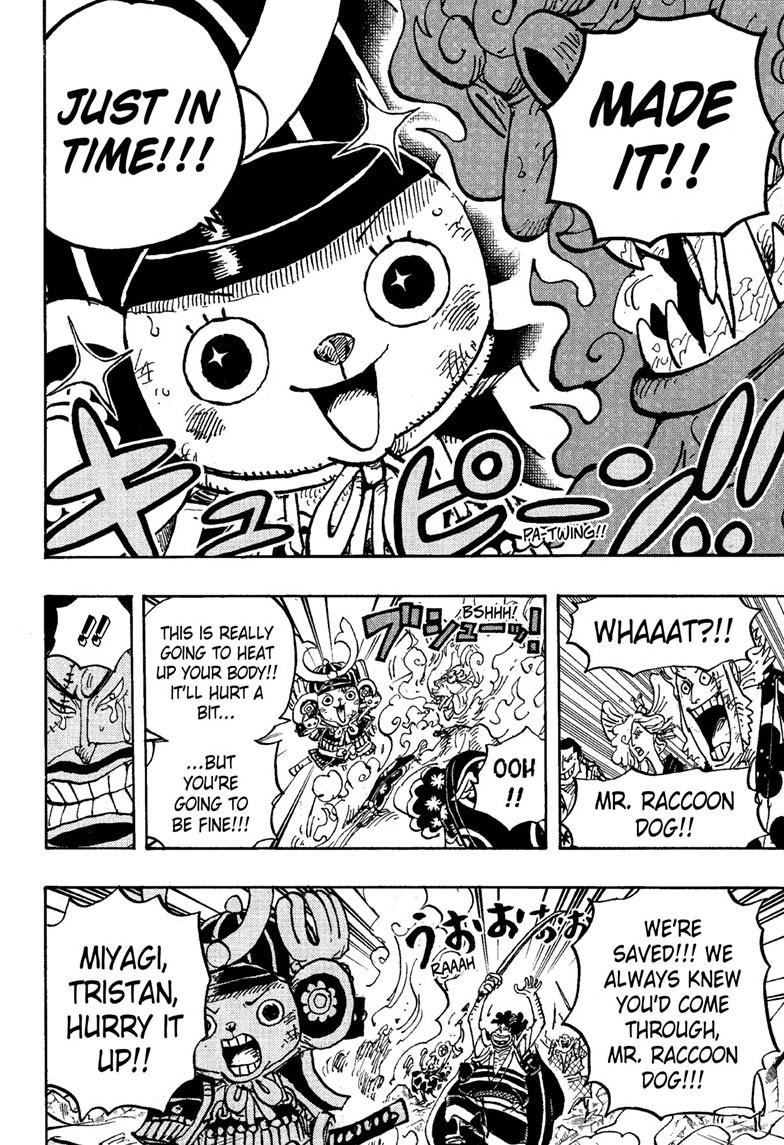 MADE
IT!!
JUST IN
TIME!!!
キュピーン!!
PA-TWING!!
WHAAAT?!!
MR. RACCOON
DOG!!
ブシューッ!
BSHHH!
THIS IS REALLY
GOING TO HEAT
UP YOUR BODY!!
IT'LL HURT A
BIT...
...BUT
YOU'RE
GOING TO
BE FINE!!!
OOH
!!
!!
WE'RE
SAVED!!! WE
ALWAYS KNEW
YOU'D COME
THROUGH,
MR. RACCOON
DOG!!!
うおおおお
RAAAH
MIYAGI,
TRISTAN,
HURRY IT
UP!!